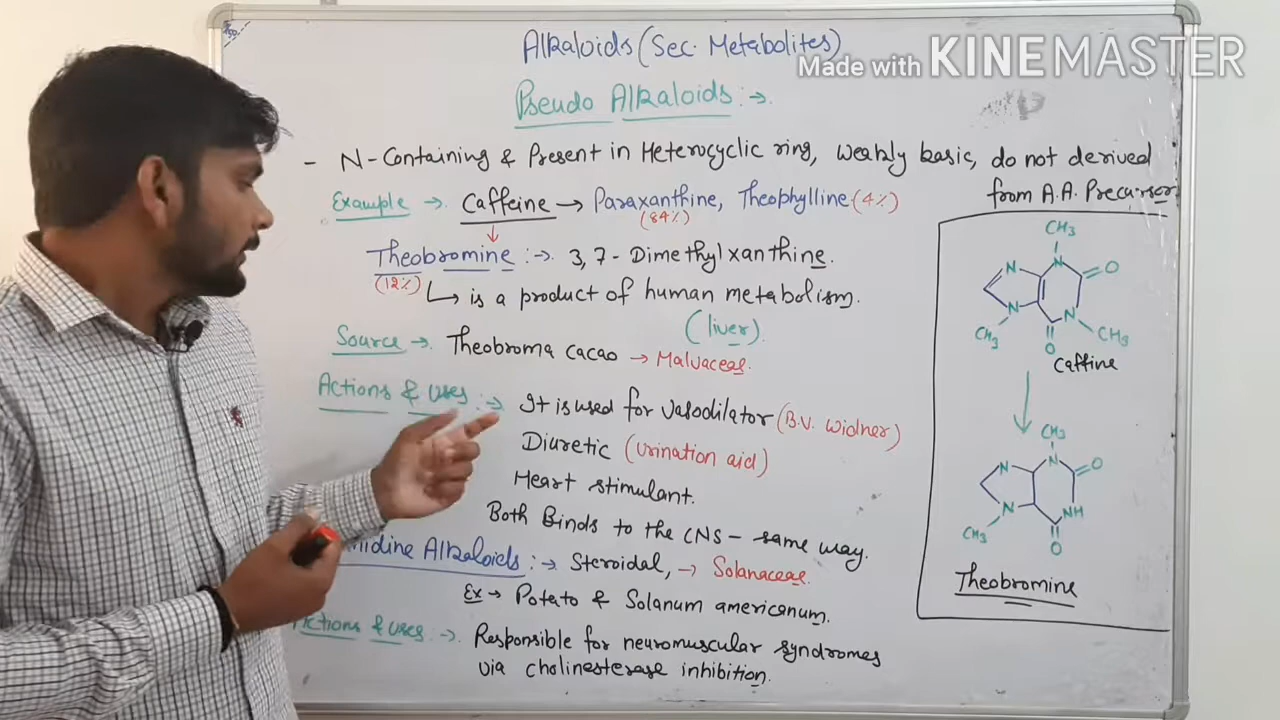 Alkaloids (Sec. Metabolites)
Made with KINEMASTER
Pseudo Alkaloids :→.
- N-Containing & Present in Heterocyclic ring, weakly basic, do not derived
from A.A. Precursor
Example → Caffeine → Paraxanthine, Theophylline (4%)
(84%)
Theobromine :→. 3,7- Dimethylxanthine.
(12%) ↳ is a product of human metabolism.
(liver).
Source →. Theobroma cacao → Malvaceae.
Actions & uses :→ It is used for vasodilator (B.V. widner)
Diuretic (urination aid)
Heart stimulant.
Both Binds to the CNS – same way.
midine Alkaloids :→ Steroidal, → Solanaceae.
Ex → Potato & Solanum americanum.
Actions & uses :→. Responsible for neuromuscular syndromes
via cholinesterase inhibition.
CH3
N
N
O
N
N
CH3
CH3
O
Caffine
CH3
N
N
O
N
NH
CH3
O
Theobromine